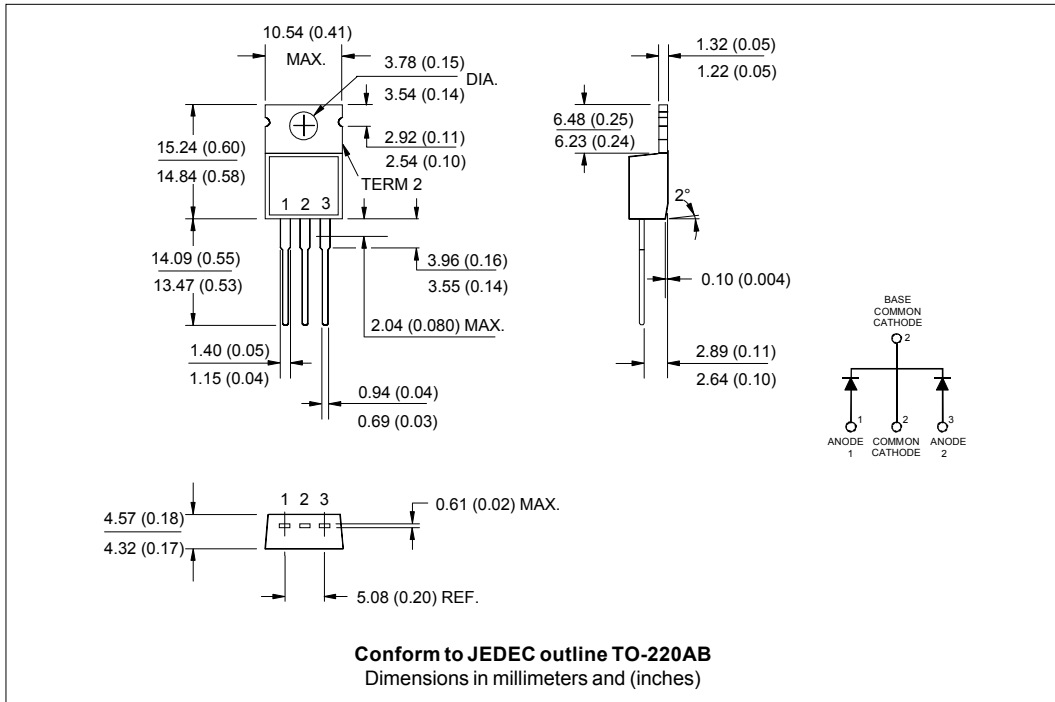 10.54 (0.41)
MAX.
3.78 (0.15)
3.54 (0.14)
DIA.
2.92 (0.11)
2.54 (0.10)
TERM 2
15.24 (0.60)
14.84 (0.58)
1 2 3
14.09 (0.55)
13.47 (0.53)
3.96 (0.16)
3.55 (0.14)
2.04 (0.080) MAX.
1.40 (0.05)
1.15 (0.04)
0.94 (0.04)
0.69 (0.03)
1.32 (0.05)
1.22 (0.05)
6.48 (0.25)
6.23 (0.24)
2°
0.10 (0.004)
2.89 (0.11)
2.64 (0.10)
BASE
COMMON
CATHODE
2
1 2 3
ANODE COMMON ANODE
1 CATHODE 2
1 2 3
4.57 (0.18)
4.32 (0.17)
0.61 (0.02) MAX.
5.08 (0.20) REF.
Conform to JEDEC outline TO-220AB
Dimensions in millimeters and (inches)